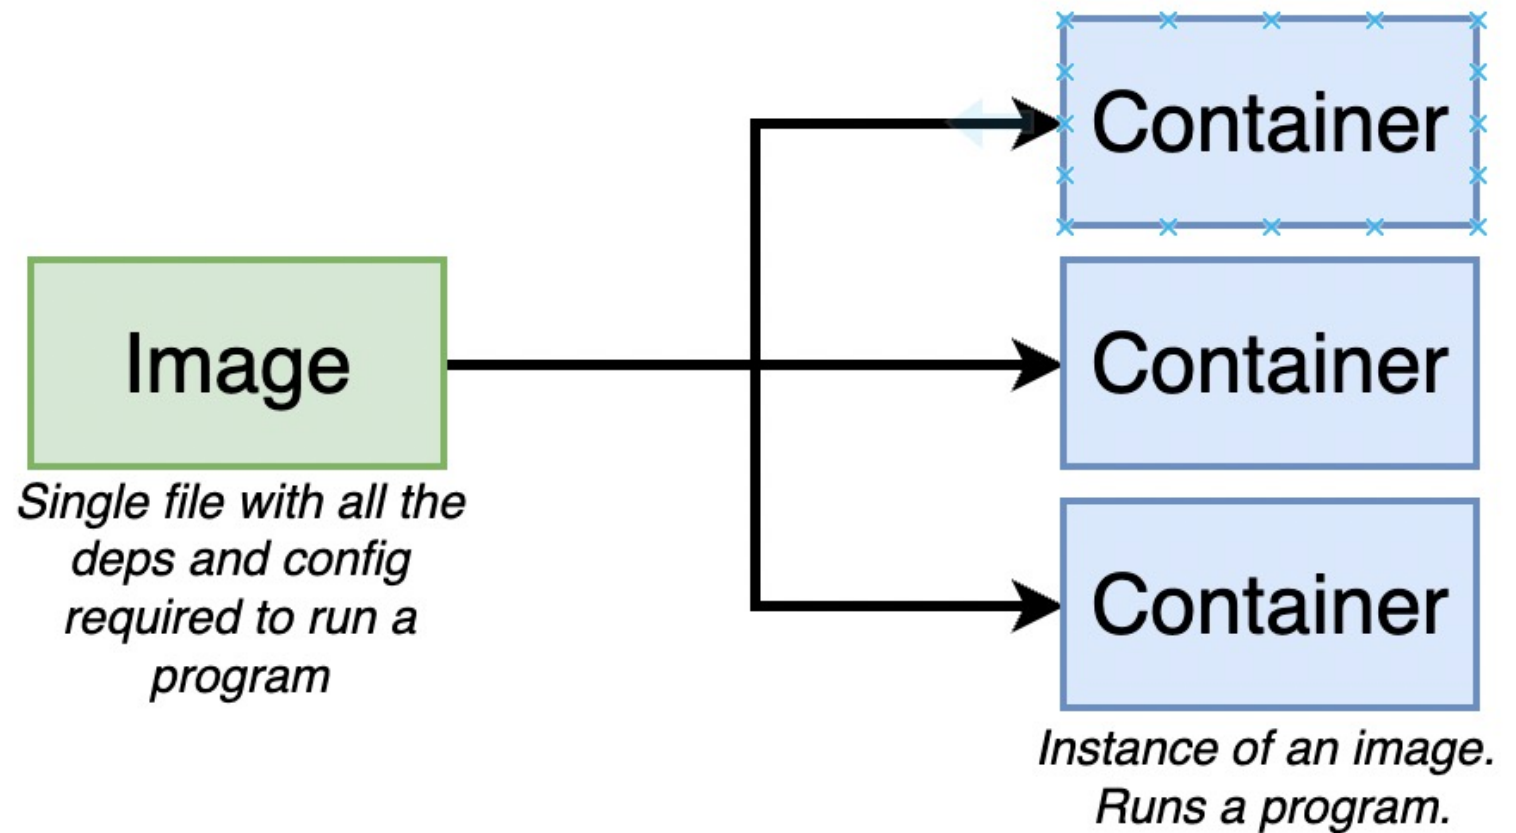 Container
Image
Container
Single file with all the
deps and config
required to run a
program
Container
Instance of an image.
Runs a program.